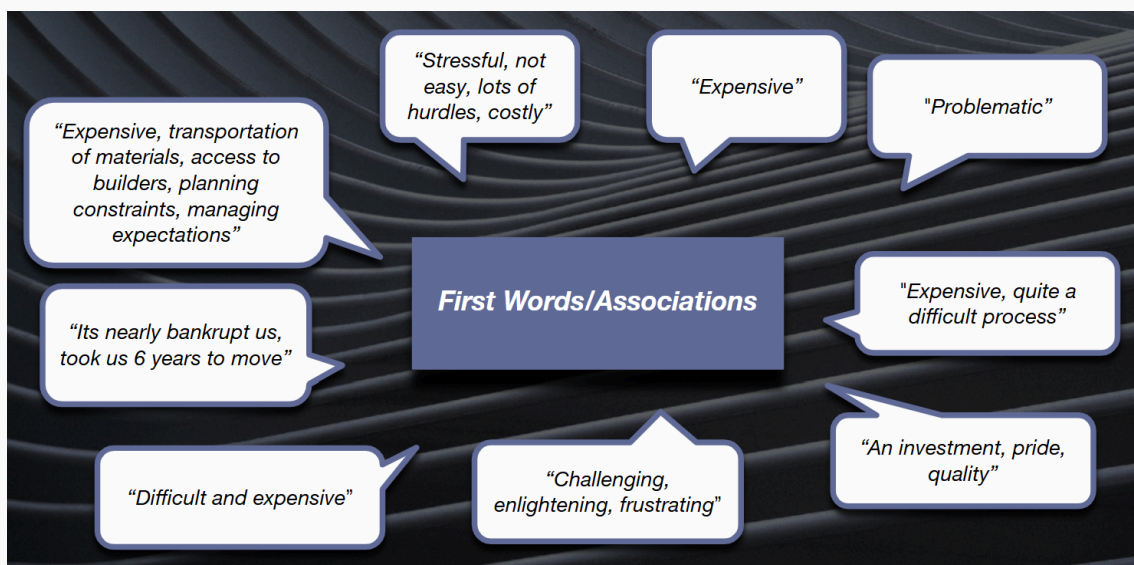 “Stressful, not
easy, lots of
hurdles, costly”
“Expensive”
"Problematic”
“Expensive, transportation
of materials, access to
builders, planning
constraints, managing
expectations”
First Words/Associations
"Expensive, quite a
difficult process”
“Its nearly bankrupt us,
took us 6 years to move”
“An investment, pride,
quality”
“Difficult and expensive"
“Challenging,
enlightening, frustrating"